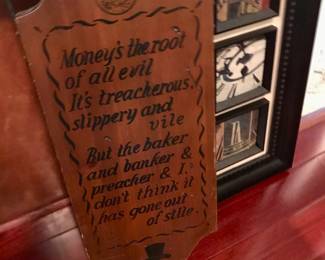 Money's the root
of all evil
It's treacherous,
slippery and
vile
But the baker
and banker &
preacher & I,
don't think it
has gone out
of stile.